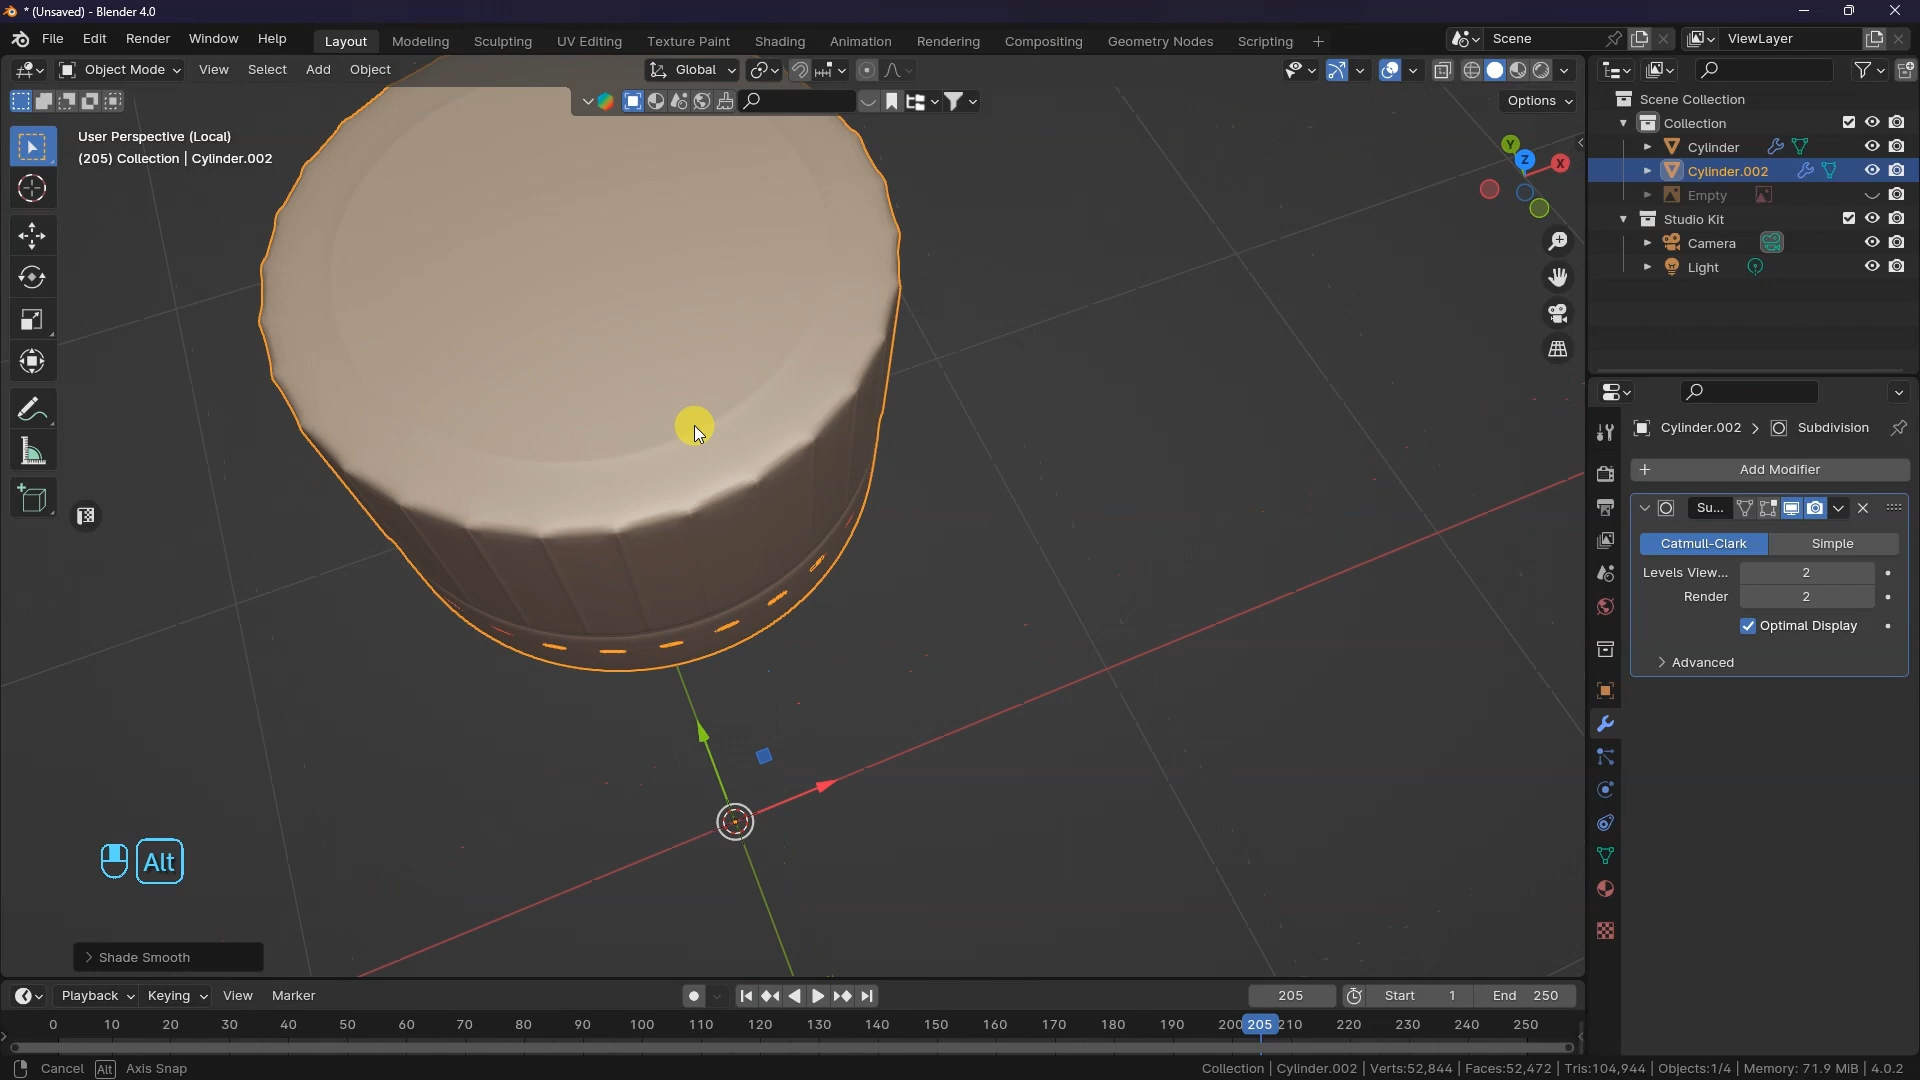 * (Unsaved) - Blender 4.0
File Edit Render Window Help
Layout Modeling Sculpting UV Editing Texture Paint Shading Animation Rendering Compositing Geometry Nodes Scripting +
Scene
ViewLayer
Object Mode View Select Add Object
Global
Options
User Perspective (Local)
(205) Collection | Cylinder.002
Y
Z
X
Scene Collection
Collection
Cylinder
Cylinder.002
Empty
Studio Kit
Camera
Light
Cylinder.002 > Subdivision
+ Add Modifier
Su...
Catmull-Clark Simple
Levels View... 2
Render 2
Optimal Display
Advanced
Alt
> Shade Smooth
Playback Keying View Marker
205 Start 1 End 250
0 10 20 30 40 50 60 70 80 90 100 110 120 130 140 150 160 170 180 190 200 205 210 220 230 240 250
Cancel Alt Axis Snap
Collection | Cylinder.002 | Verts:52,844 | Faces:52,472 | Tris:104,944 | Objects:1/4 | Memory: 71.9 MiB | 4.0.2